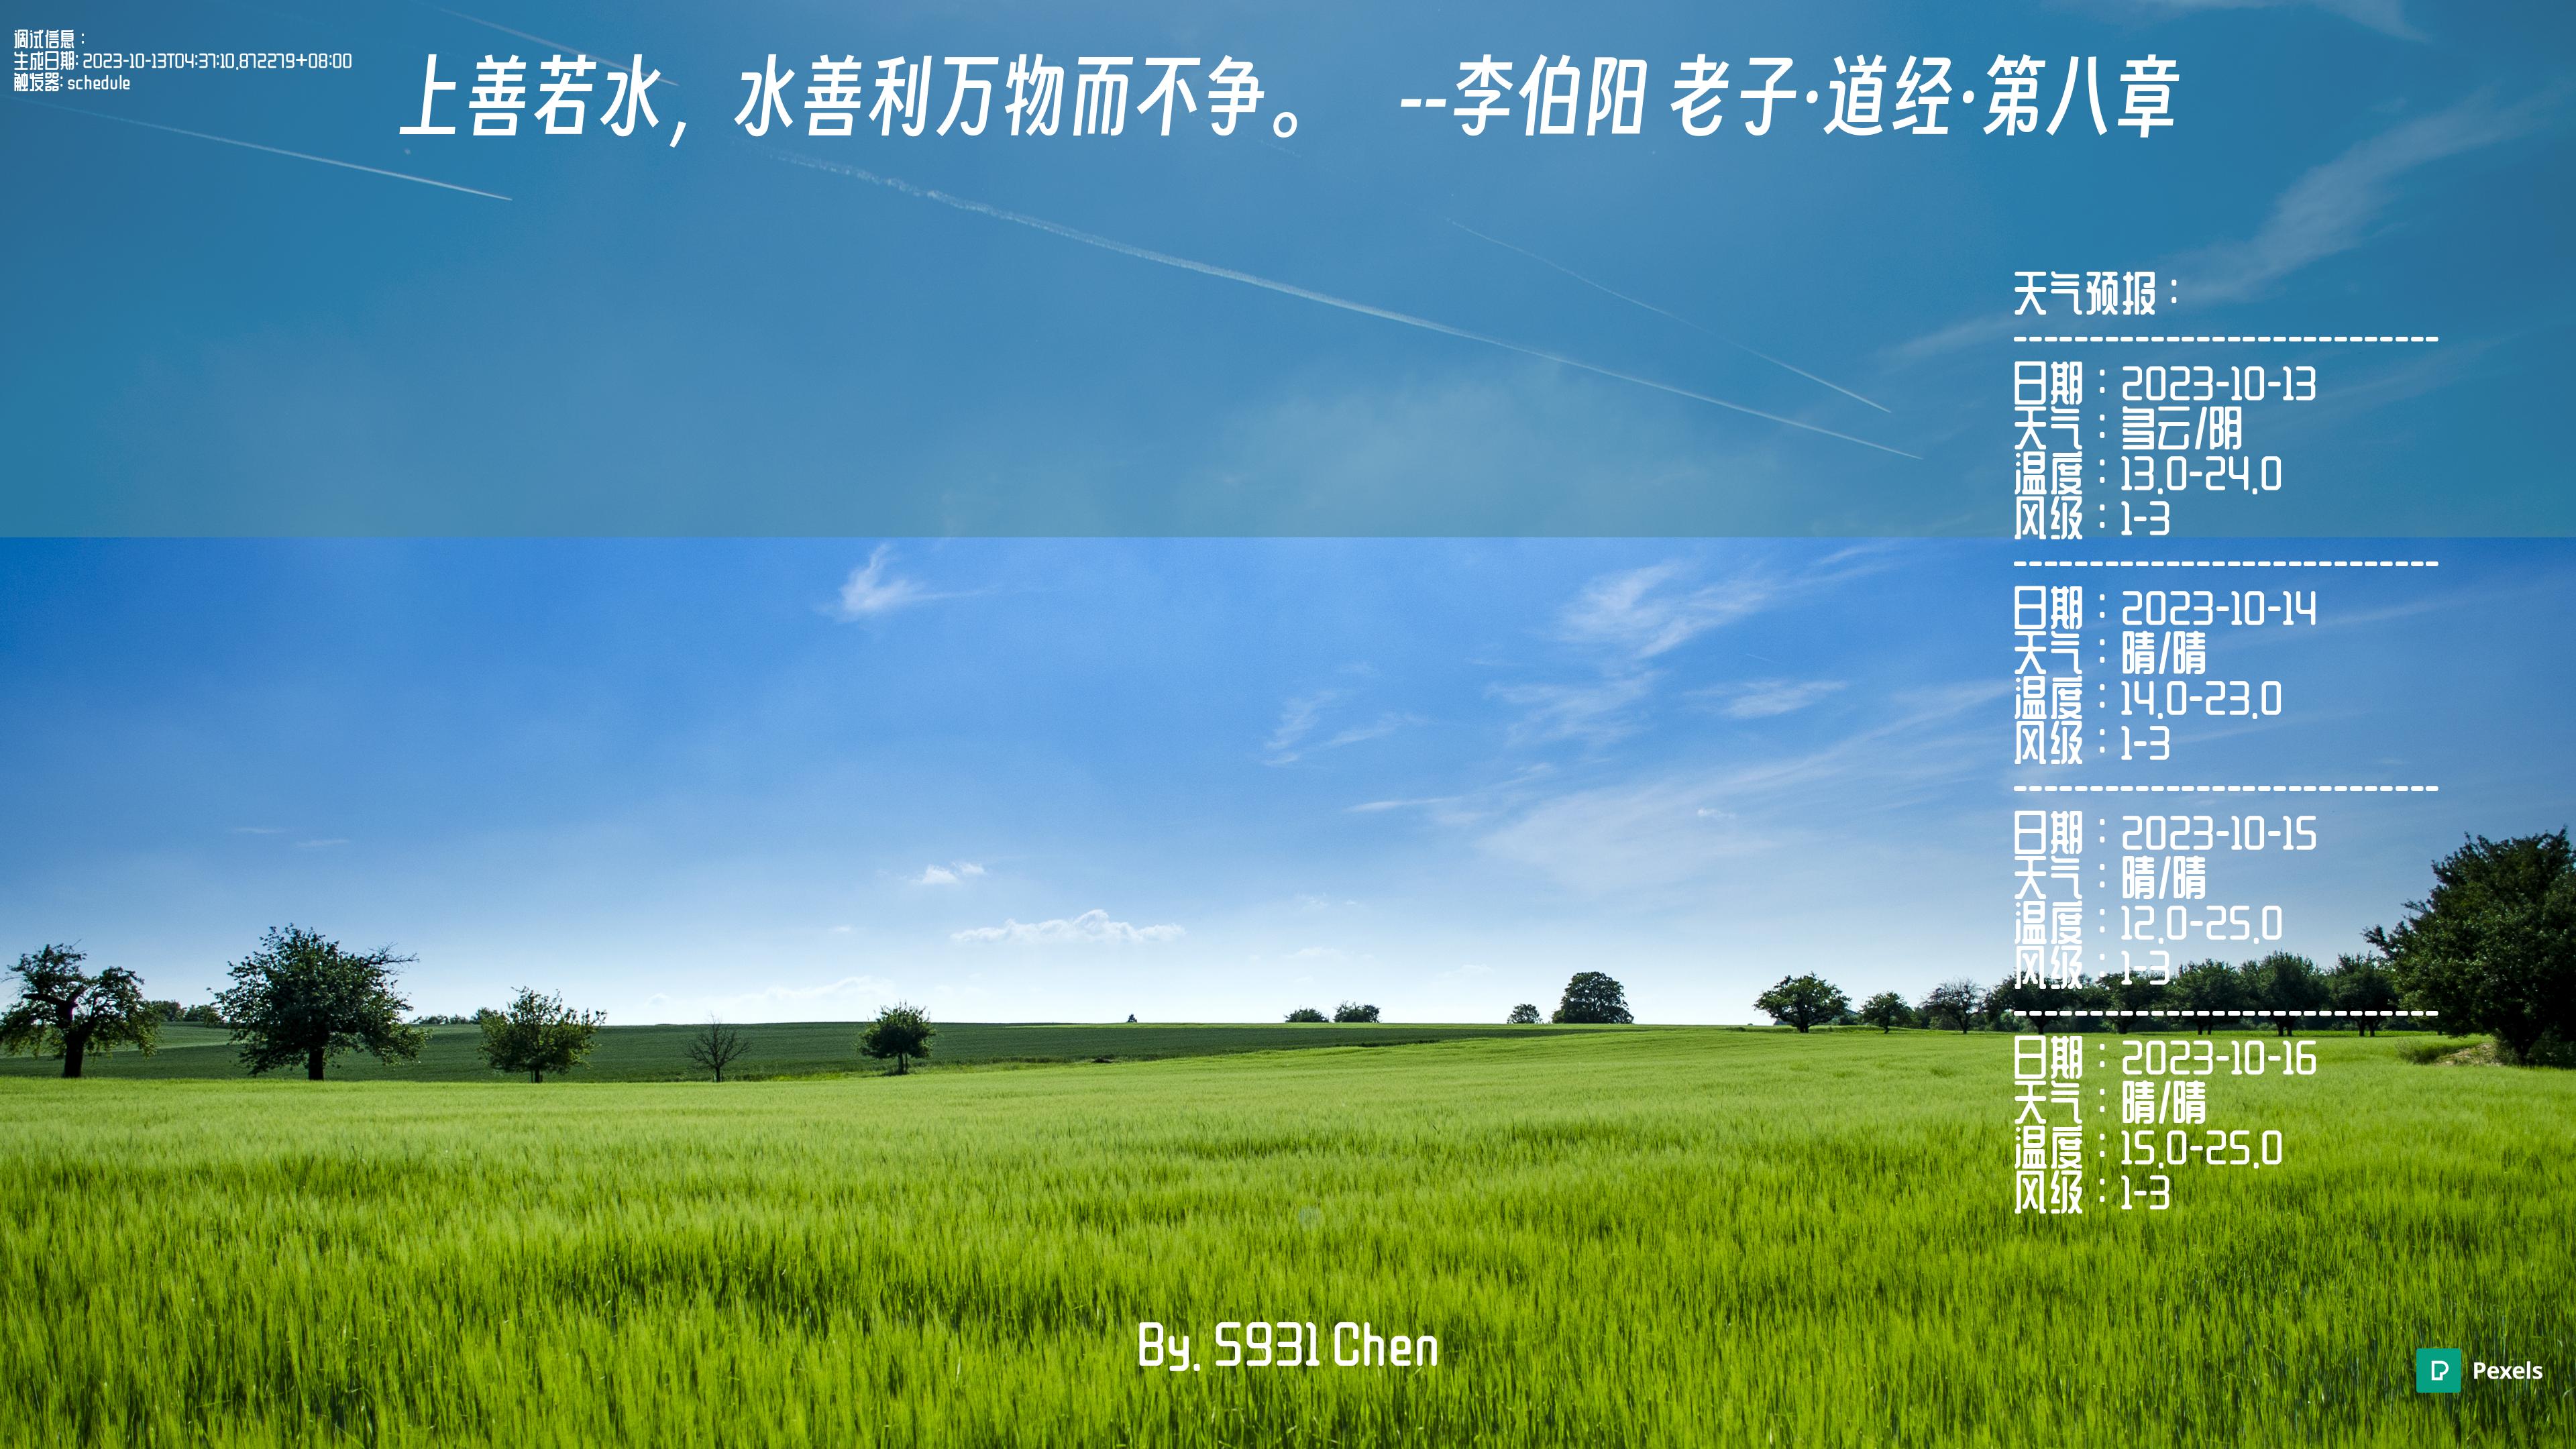 调试信息：
生成日期: 2023-10-13T04:37:10.872279+08:00
触发器: schedule
上善若水，水善利万物而不争。 --李伯阳 老子·道经·第八章
天气预报：
---------------------------
日期：2023-10-13
天气：多云/阴
温度：13.0-24.0
风级：1-3
---------------------------
日期：2023-10-14
天气：晴/晴
温度：14.0-23.0
风级：1-3
---------------------------
日期：2023-10-15
天气：晴/晴
温度：12.0-25.0
风级：1-3
---------------------------
日期：2023-10-16
天气：晴/晴
温度：15.0-25.0
风级：1-3
By. 5931 Chen
Pexels